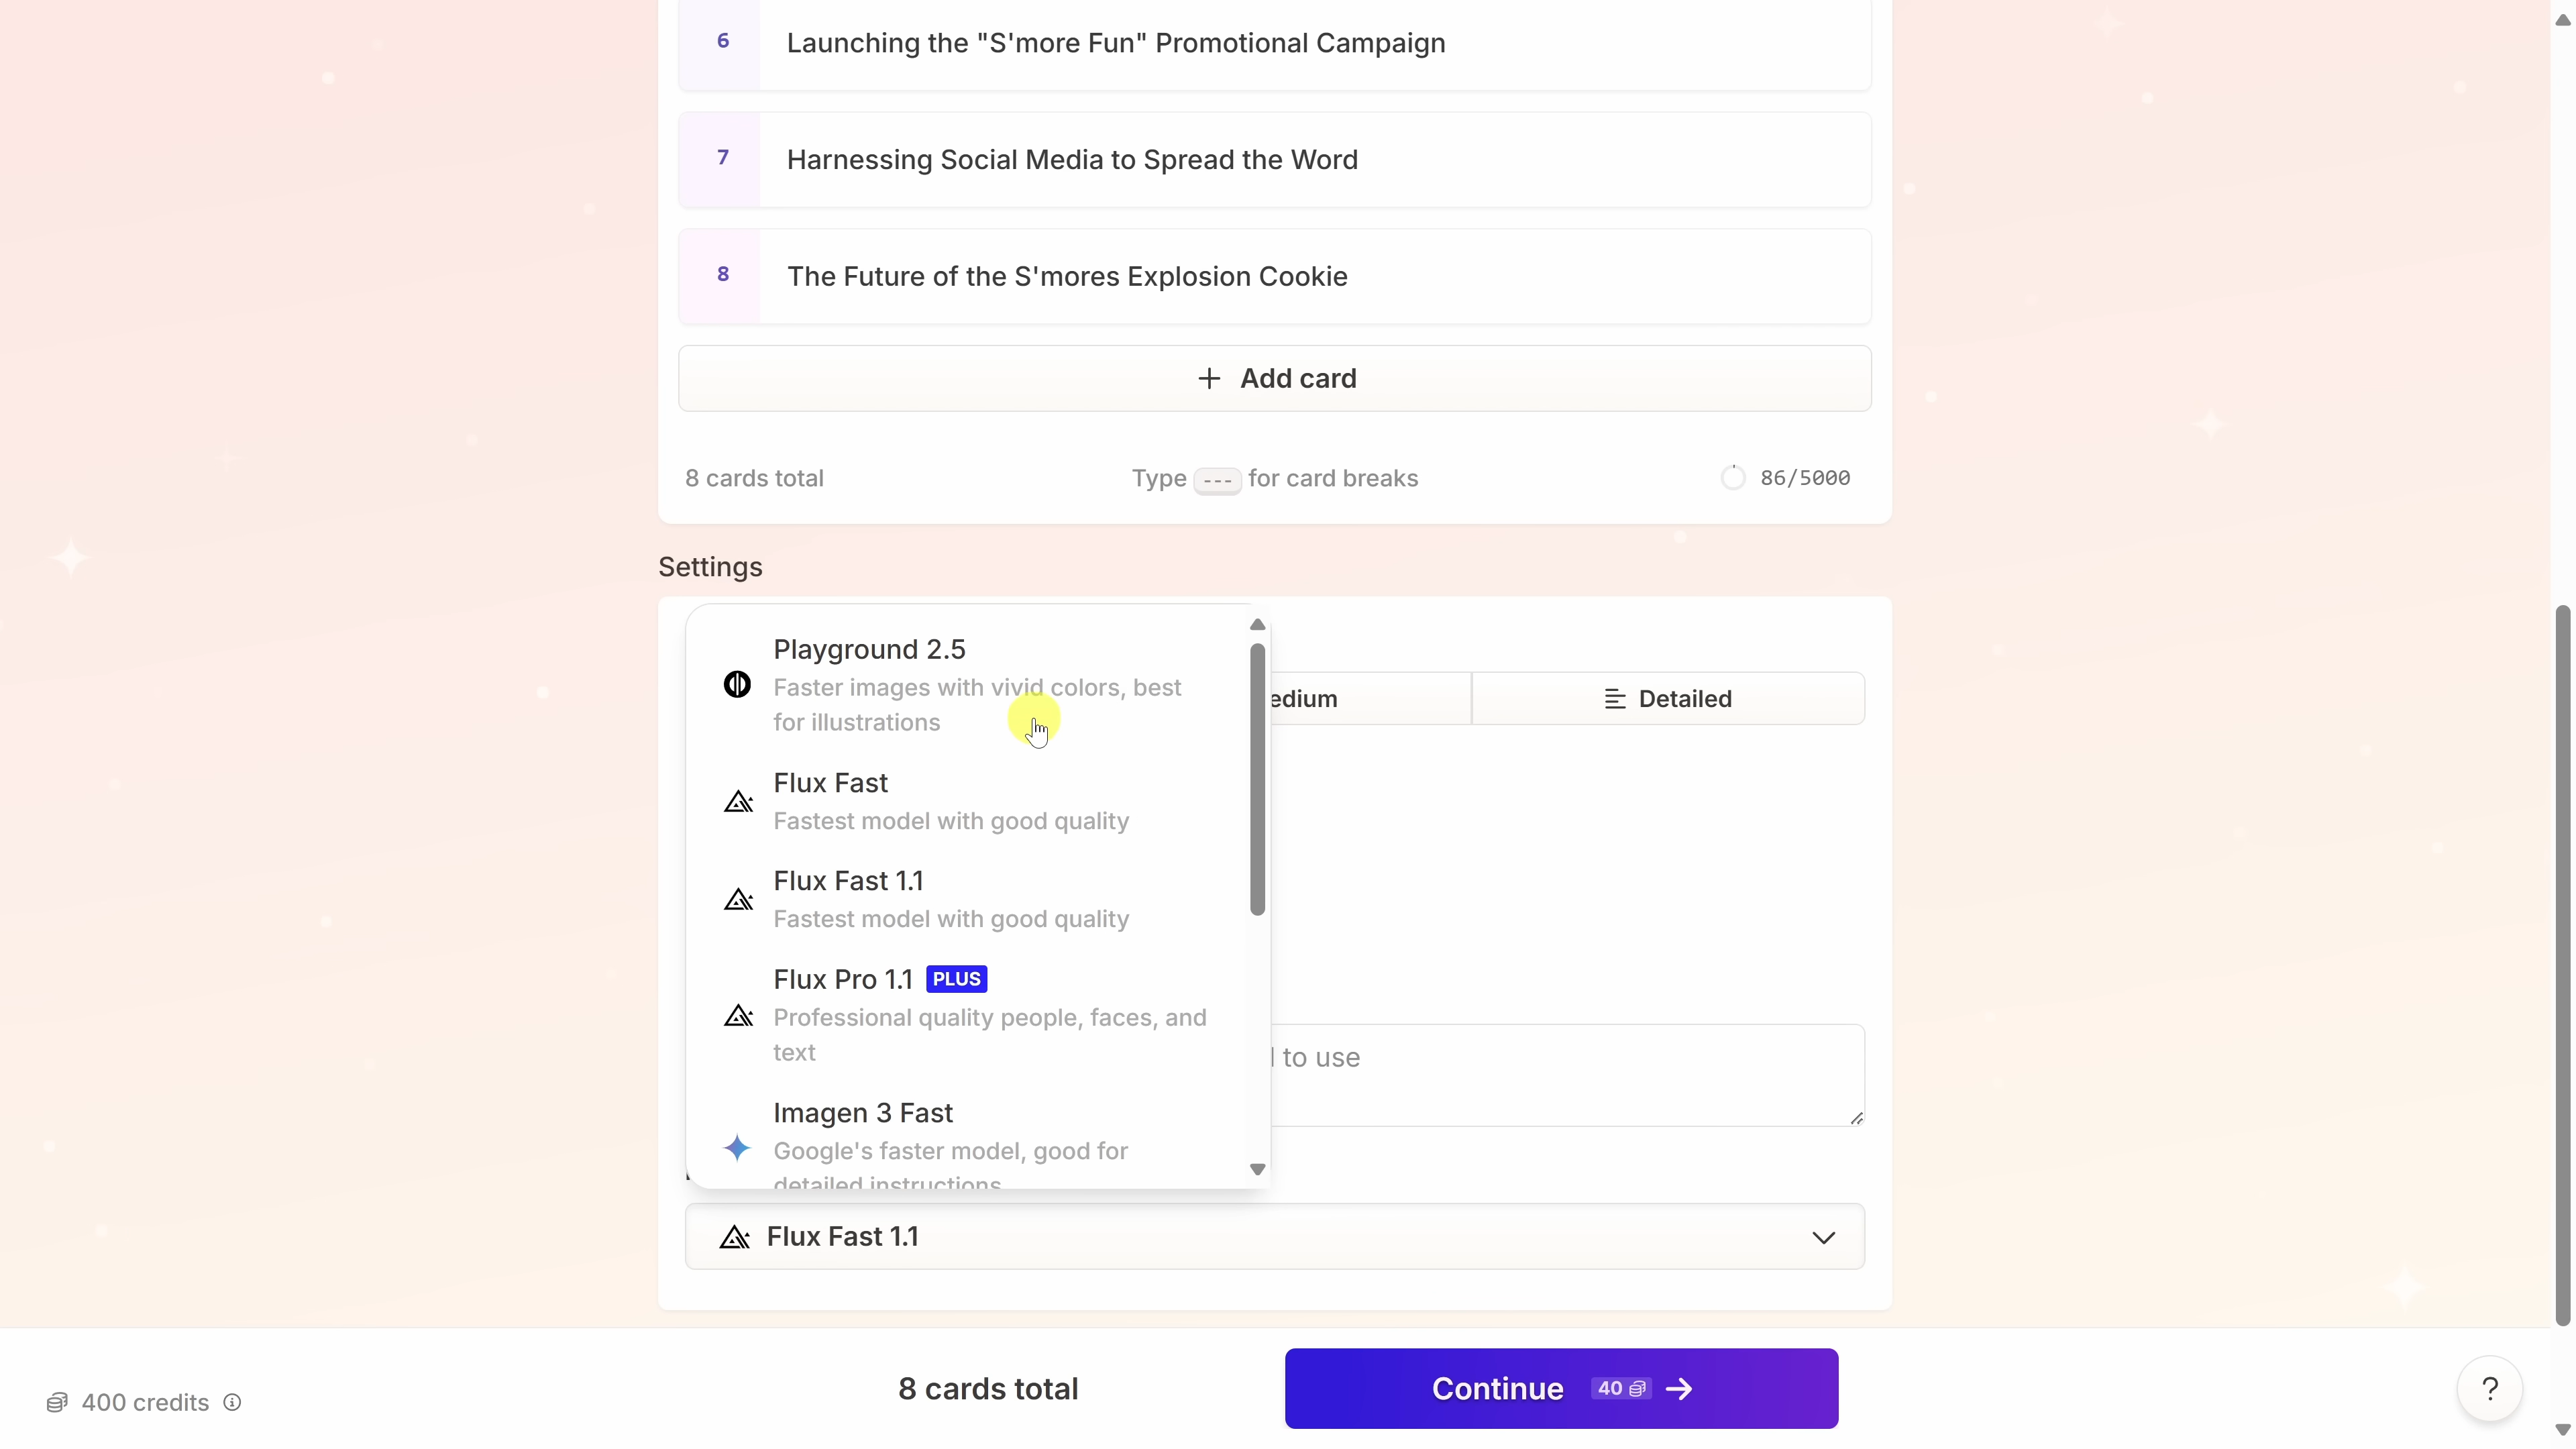 6
Launching the "S'more Fun" Promotional Campaign
7
Harnessing Social Media to Spread the Word
8
The Future of the S'mores Explosion Cookie
+ Add card
8 cards total
Type --- for card breaks
86/5000
Settings
Playground 2.5
Faster images with vivid colors, best
for illustrations
edium
Detailed
Flux Fast
Fastest model with good quality
Flux Fast 1.1
Fastest model with good quality
Flux Pro 1.1 PLUS
Professional quality people, faces, and
text
to use
Imagen 3 Fast
Google's faster model, good for
detailed instructions
Flux Fast 1.1
400 credits
8 cards total
Continue 40
?